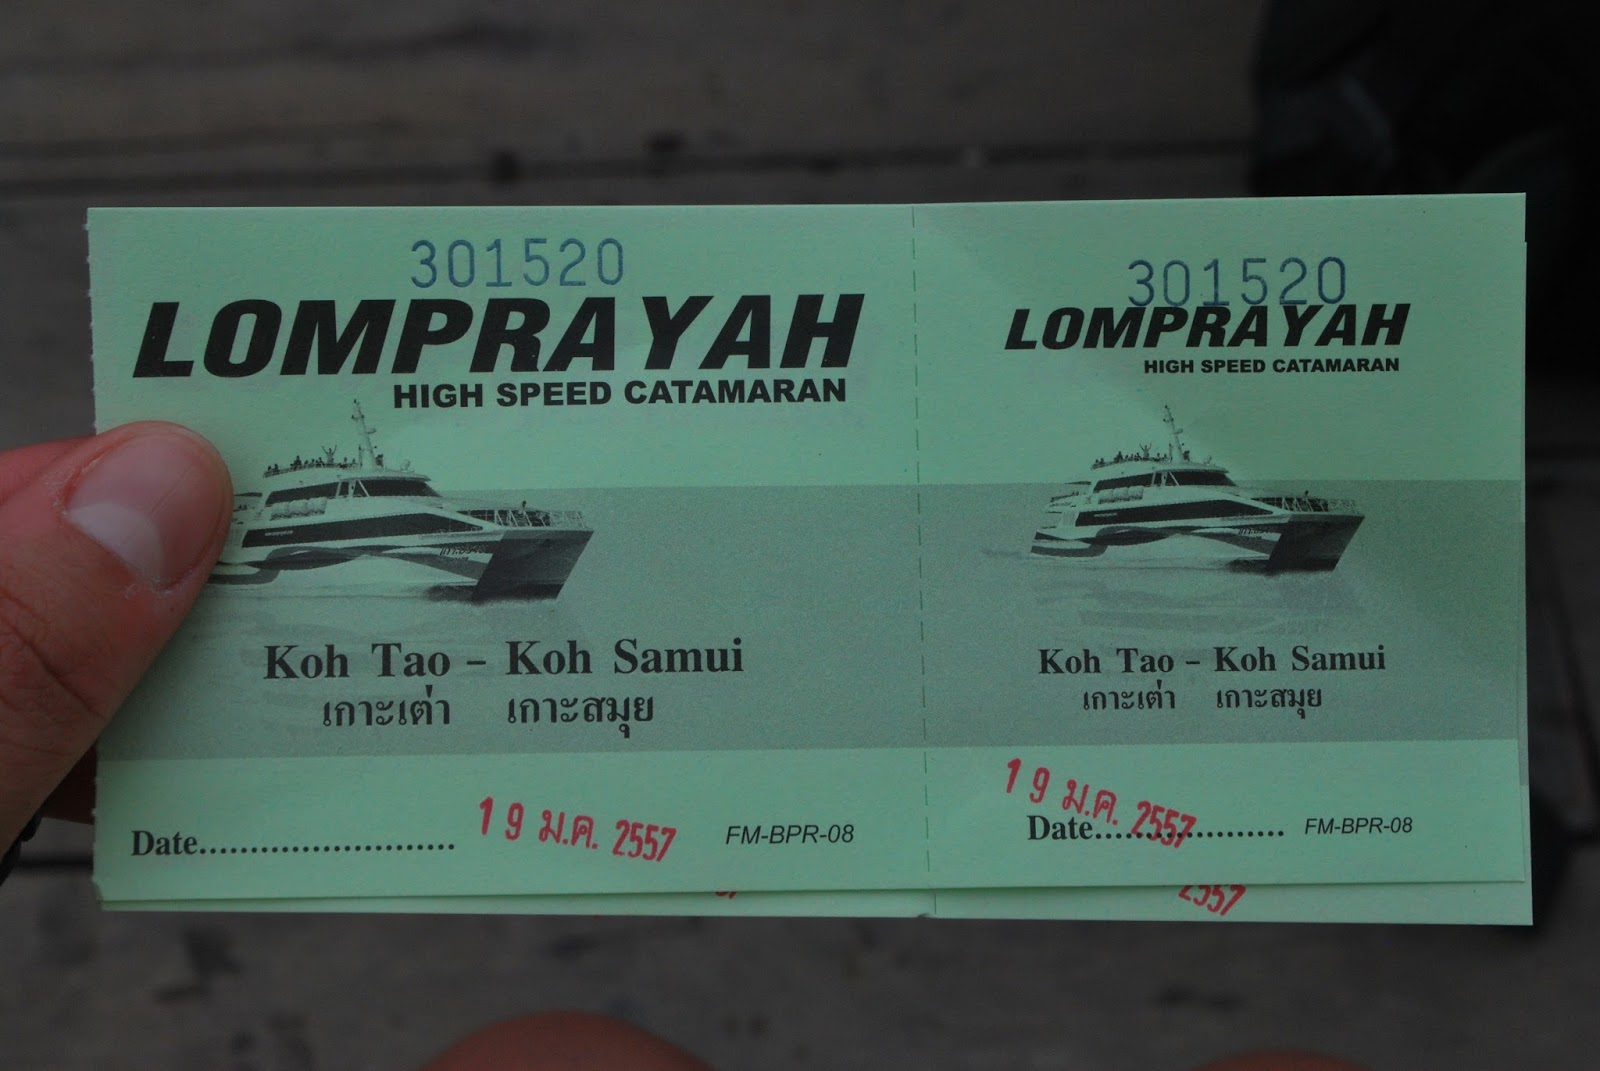 301520
LOMPRAYAH
HIGH SPEED CATAMARAN
Koh Tao – Koh Samui
เกาะเต่า เกาะสมุย
Date......................... 19 ม.ค. 2557 FM-BPR-08
301520
LOMPRAYAH
HIGH SPEED CATAMARAN
Koh Tao – Koh Samui
เกาะเต่า เกาะสมุย
19 ม.ค. 2557
Date................... FM-BPR-08
2557